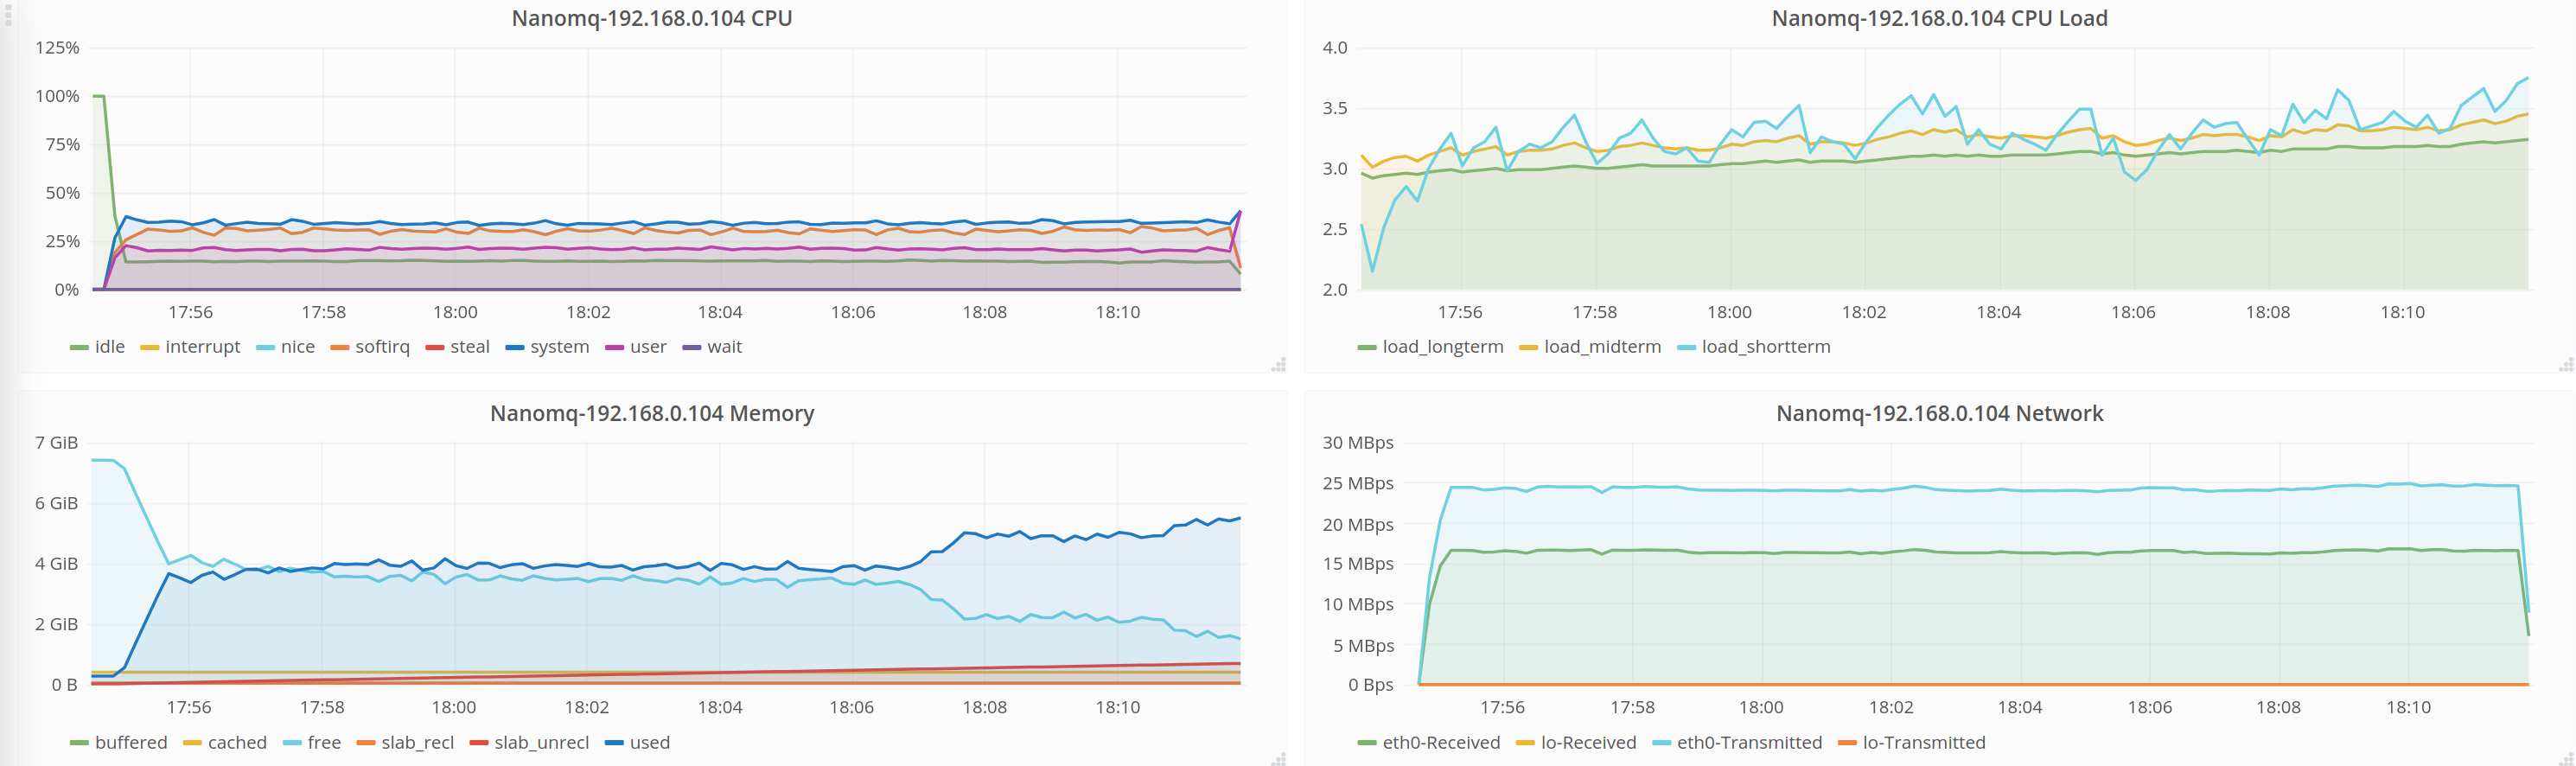 Nanomq-192.168.0.104 CPU
125%
100%
75%
50%
25%
0%
17:56 17:58 18:00 18:02 18:04 18:06 18:08 18:10
idle interrupt nice softirq steal system user wait
Nanomq-192.168.0.104 CPU Load
4.0
3.5
3.0
2.5
2.0
17:56 17:58 18:00 18:02 18:04 18:06 18:08 18:10
load_longterm load_midterm load_shortterm
Nanomq-192.168.0.104 Memory
7 GiB
6 GiB
4 GiB
2 GiB
0 B
17:56 17:58 18:00 18:02 18:04 18:06 18:08 18:10
buffered cached free slab_recl slab_unrecl used
Nanomq-192.168.0.104 Network
30 MBps
25 MBps
20 MBps
15 MBps
10 MBps
5 MBps
0 Bps
17:56 17:58 18:00 18:02 18:04 18:06 18:08 18:10
eth0-Received lo-Received eth0-Transmitted lo-Transmitted